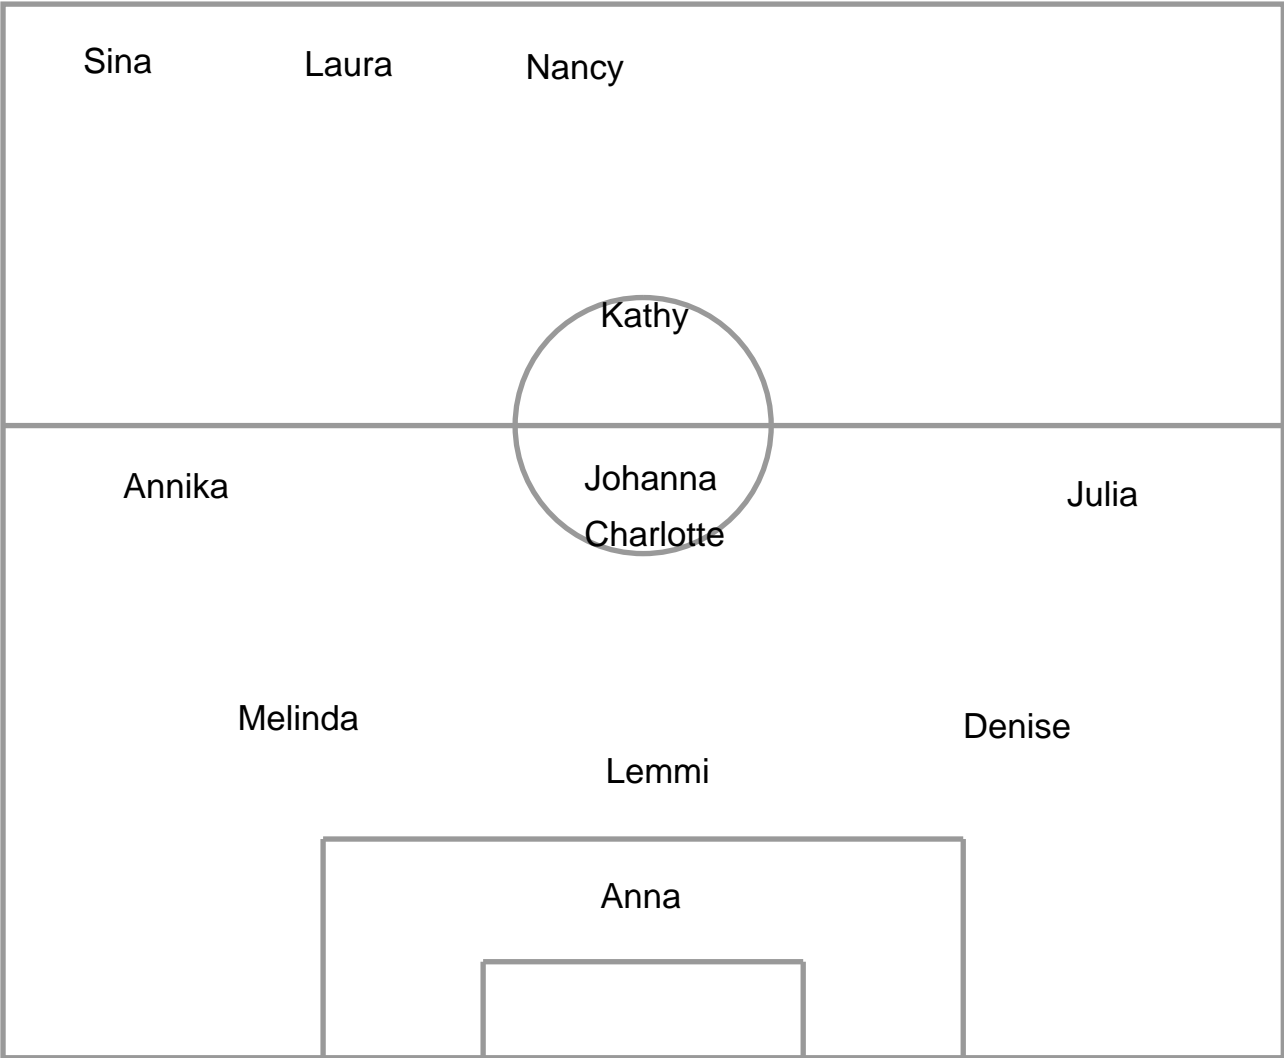 Sina Laura Nancy
Kathy
Annika Johanna Julia
Charlotte
Melinda Denise
Lemmi
Anna